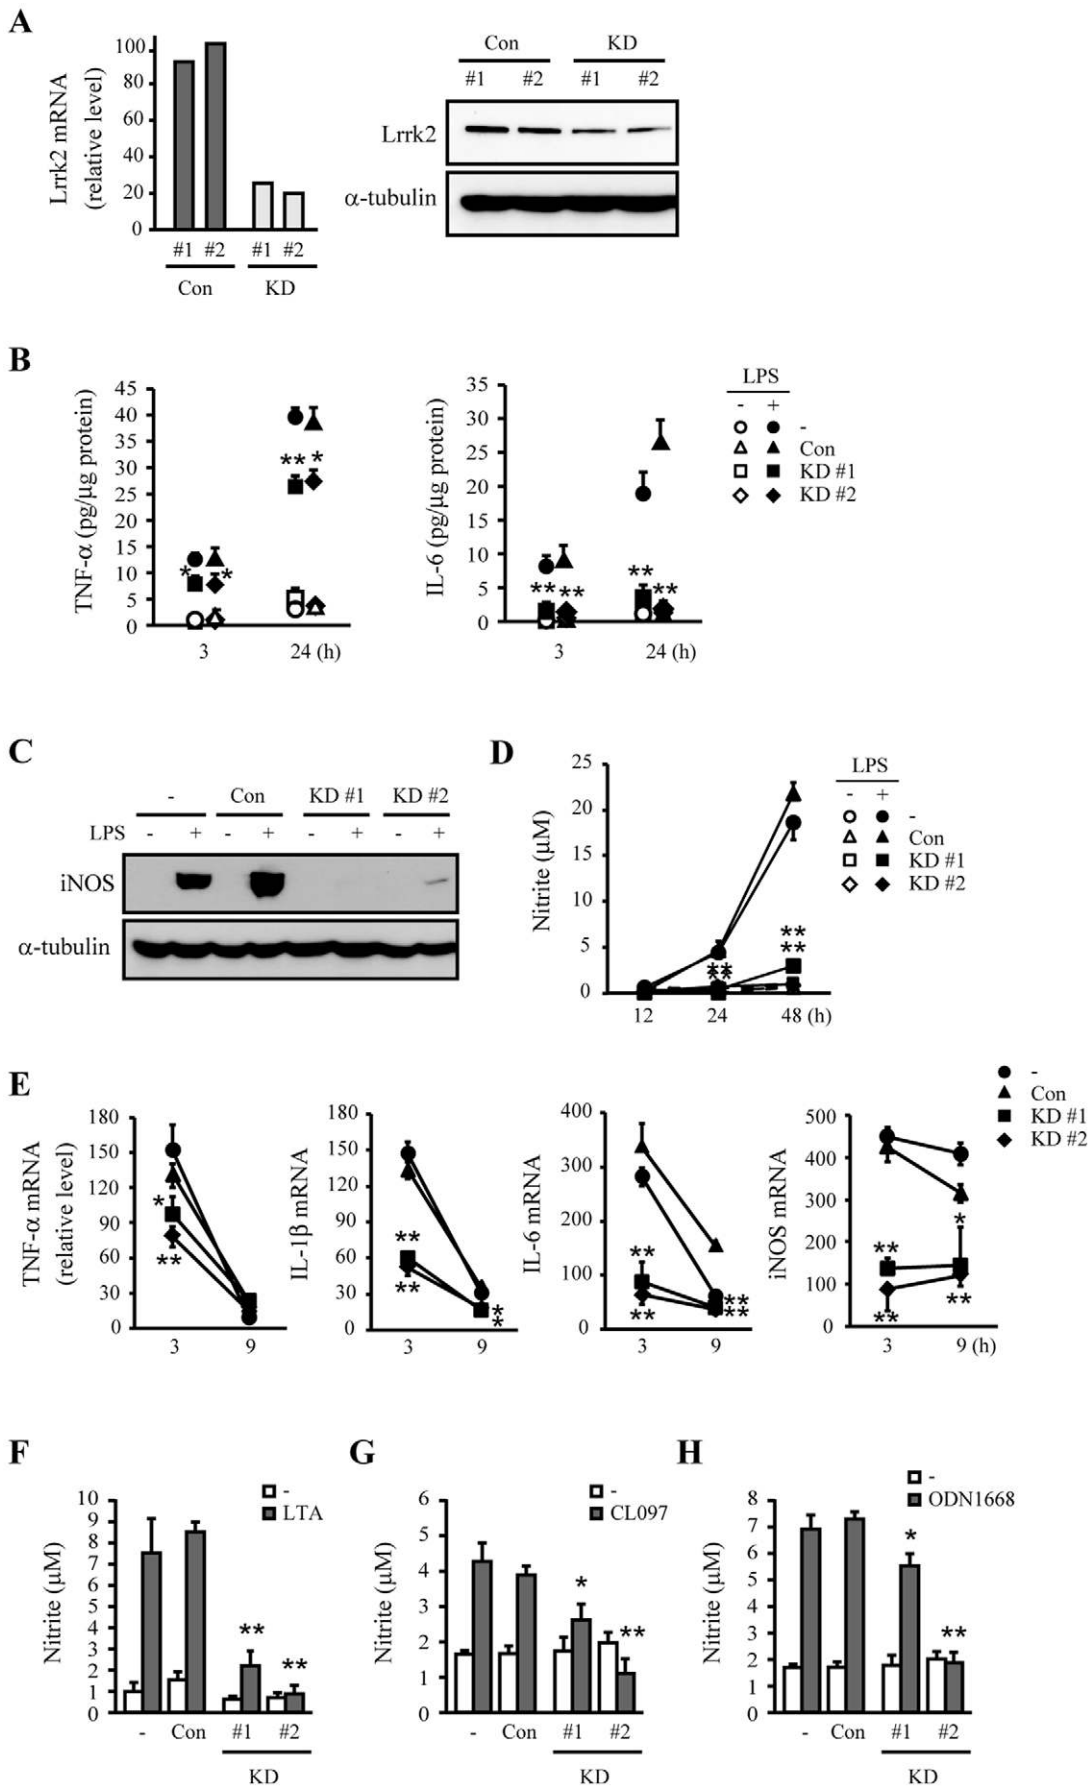 A
Lrrk2 mRNA
(relative level)
100
80
60
40
20
0
#1 #2 #1 #2
Con KD
Con KD
#1 #2 #1 #2
Lrrk2
α-tubulin
B
TNF-α (pg/μg protein)
45
40
35
30
25
20
15
10
5
0
** *
* *
3 24 (h)
IL-6 (pg/μg protein)
35
30
25
20
15
10
5
0
** **
** **
3 24 (h)
LPS
- +
-
Con
KD #1
KD #2
C
- Con KD #1 KD #2
LPS - + - + - + - +
iNOS
α-tubulin
D
Nitrite (μM)
25
20
15
10
5
0
**
**
**
**
12 24 48 (h)
LPS
- +
-
Con
KD #1
KD #2
E
-
Con
KD #1
KD #2
TNF-α mRNA
(relative level)
180
150
120
90
60
30
0
*
**
3 9
IL-1β mRNA
180
150
120
90
60
30
0
**
**
*
*
3 9
IL-6 mRNA
400
300
200
100
0
**
**
**
**
3 9
iNOS mRNA
500
400
300
200
100
0
*
**
**
**
3 9 (h)
F
-
LTA
Nitrite (μM)
10
9
8
7
6
5
4
3
2
1
0
**
**
- Con #1 #2
KD
G
-
CL097
Nitrite (μM)
6
5
4
3
2
1
0
*
**
- Con #1 #2
KD
H
-
ODN1668
Nitrite (μM)
8
7
6
5
4
3
2
1
0
*
**
- Con #1 #2
KD